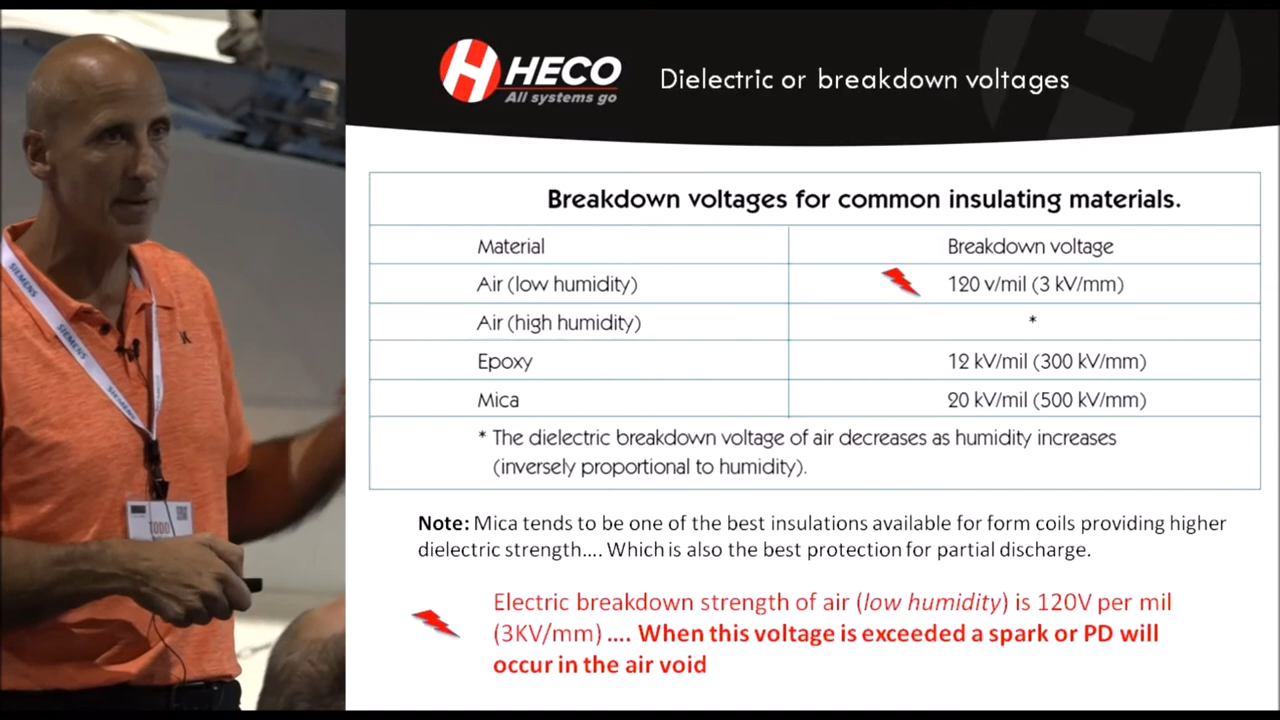 HECO
All systems go
Dielectric or breakdown voltages
Breakdown voltages for common insulating materials.
Material Breakdown voltage
Air (low humidity) 120 v/mil (3 kV/mm)
Air (high humidity) *
Epoxy 12 kV/mil (300 kV/mm)
Mica 20 kV/mil (500 kV/mm)
* The dielectric breakdown voltage of air decreases as humidity increases
(inversely proportional to humidity).
Note: Mica tends to be one of the best insulations available for form coils providing higher
dielectric strength.... Which is also the best protection for partial discharge.
Electric breakdown strength of air (low humidity) is 120V per mil
(3KV/mm) .... When this voltage is exceeded a spark or PD will
occur in the air void
SIEMENS
SIEMENS
SIEMENS
TODD